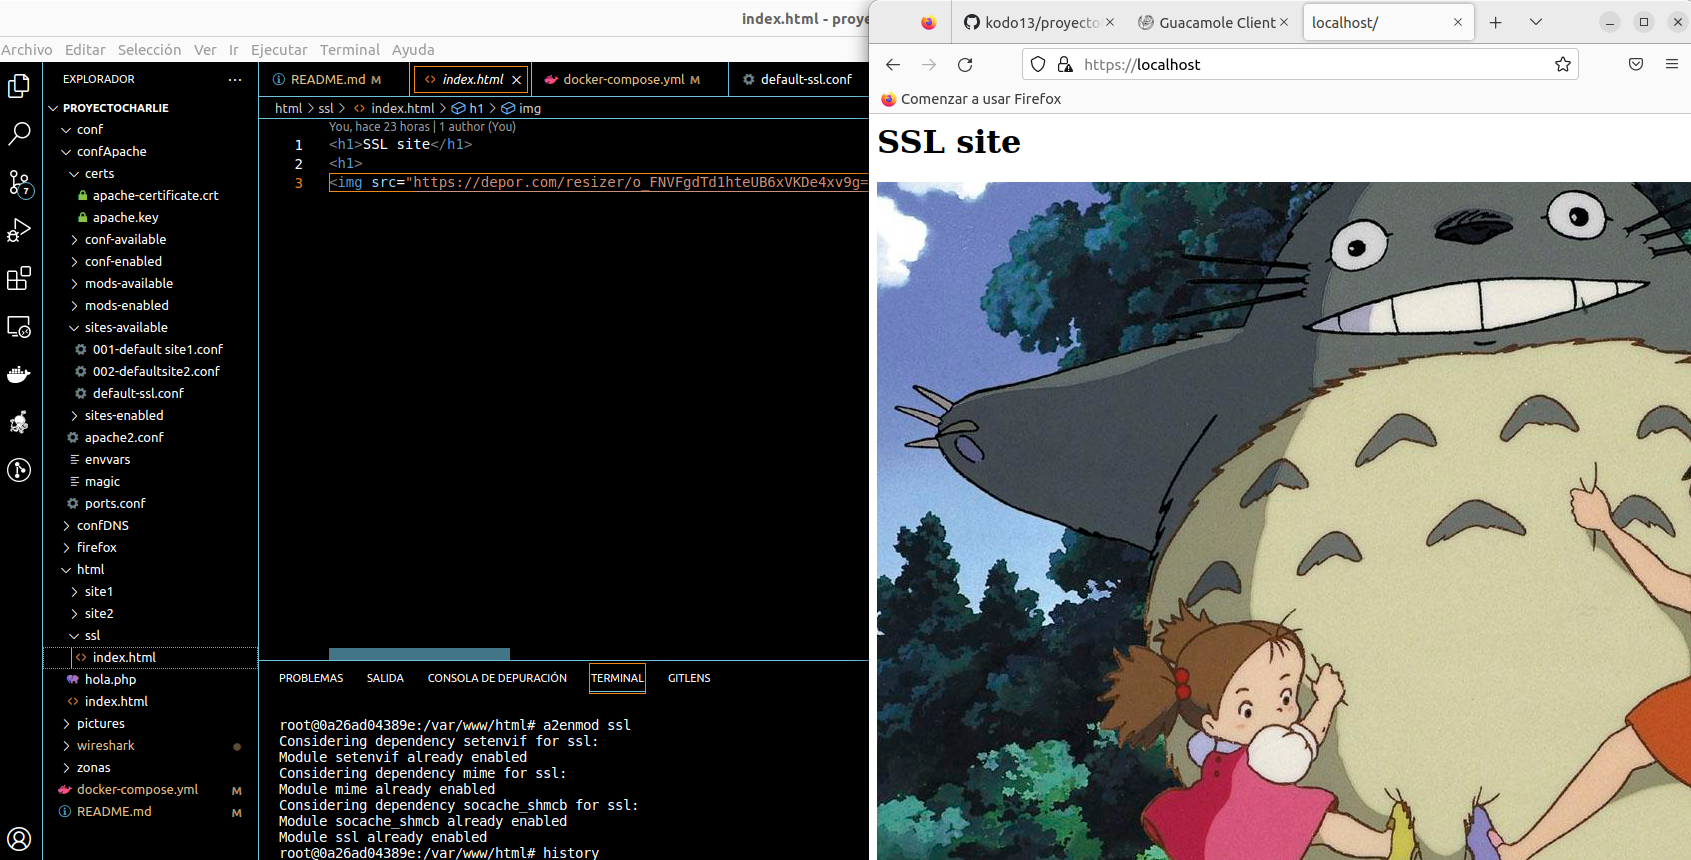 index.html - proye
Archivo Editar Selección Ver Ir Ejecutar Terminal Ayuda
EXPLORADOR
PROYECTOCHARLIE
conf
confApache
certs
apache-certificate.crt
apache.key
conf-available
conf-enabled
mods-available
mods-enabled
sites-available
001-default site1.conf
002-defaultsite2.conf
default-ssl.conf
sites-enabled
apache2.conf
envvars
magic
ports.conf
confDNS
firefox
html
site1
site2
ssl
index.html
hola.php
index.html
pictures
wireshark
zonas
docker-compose.yml M
README.md M
7
README.md M index.html docker-compose.yml M default-ssl.conf
html > ssl > index.html > h1 > img
You, hace 23 horas | 1 author (You)
1 <h1>SSL site</h1>
2 <h1>
3 <img src="https://depor.com/resizer/o_FNVFgdTd1hteUB6xVKDe4xv9g=
PROBLEMAS SALIDA CONSOLA DE DEPURACIÓN TERMINAL GITLENS
root@0a26ad04389e:/var/www/html# a2enmod ssl
Considering dependency setenvif for ssl:
Module setenvif already enabled
Considering dependency mime for ssl:
Module mime already enabled
Considering dependency socache_shmcb for ssl:
Module socache_shmcb already enabled
Module ssl already enabled
root@0a26ad04389e:/var/www/html# history
kodo13/proyecto Guacamole Client localhost/
https://localhost
Comenzar a usar Firefox
SSL site